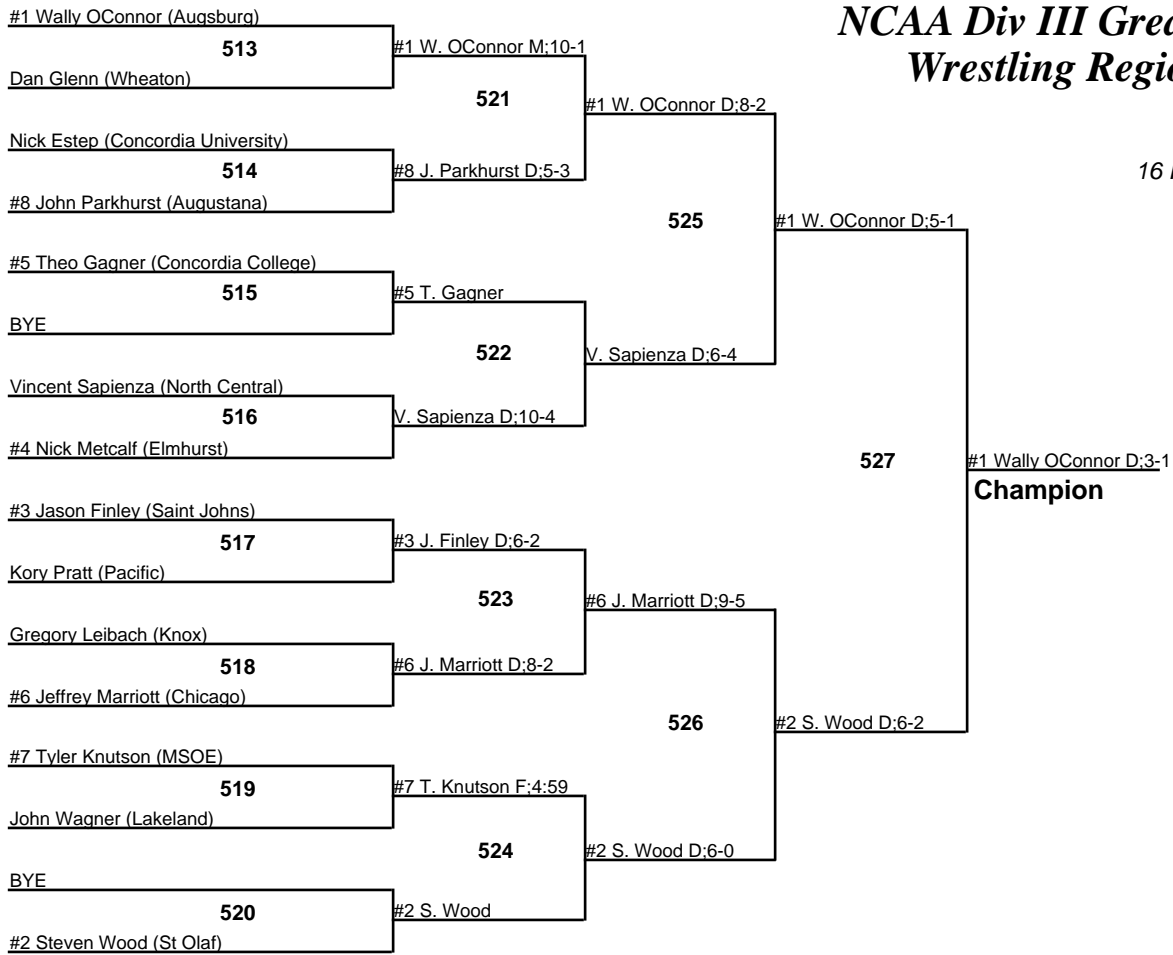 NCAA Div III Grea
Wrestling Regio
16
#1 Wally OConnor (Augsburg)
513
Dan Glenn (Wheaton)
#1 W. OConnor M;10-1
521
Nick Estep (Concordia University)
514
#8 John Parkhurst (Augustana)
#8 J. Parkhurst D;5-3
#1 W. OConnor D;8-2
525
#5 Theo Gagner (Concordia College)
515
BYE
#5 T. Gagner
522
Vincent Sapienza (North Central)
516
#4 Nick Metcalf (Elmhurst)
V. Sapienza D;10-4
V. Sapienza D;6-4
#1 W. OConnor D;5-1
527
#1 Wally OConnor D;3-1
Champion
#3 Jason Finley (Saint Johns)
517
Kory Pratt (Pacific)
#3 J. Finley D;6-2
523
Gregory Leibach (Knox)
518
#6 Jeffrey Marriott (Chicago)
#6 J. Marriott D;8-2
#6 J. Marriott D;9-5
526
#2 S. Wood D;6-2
#7 Tyler Knutson (MSOE)
519
John Wagner (Lakeland)
#7 T. Knutson F;4:59
524
#2 S. Wood D;6-0
BYE
520
#2 Steven Wood (St Olaf)
#2 S. Wood